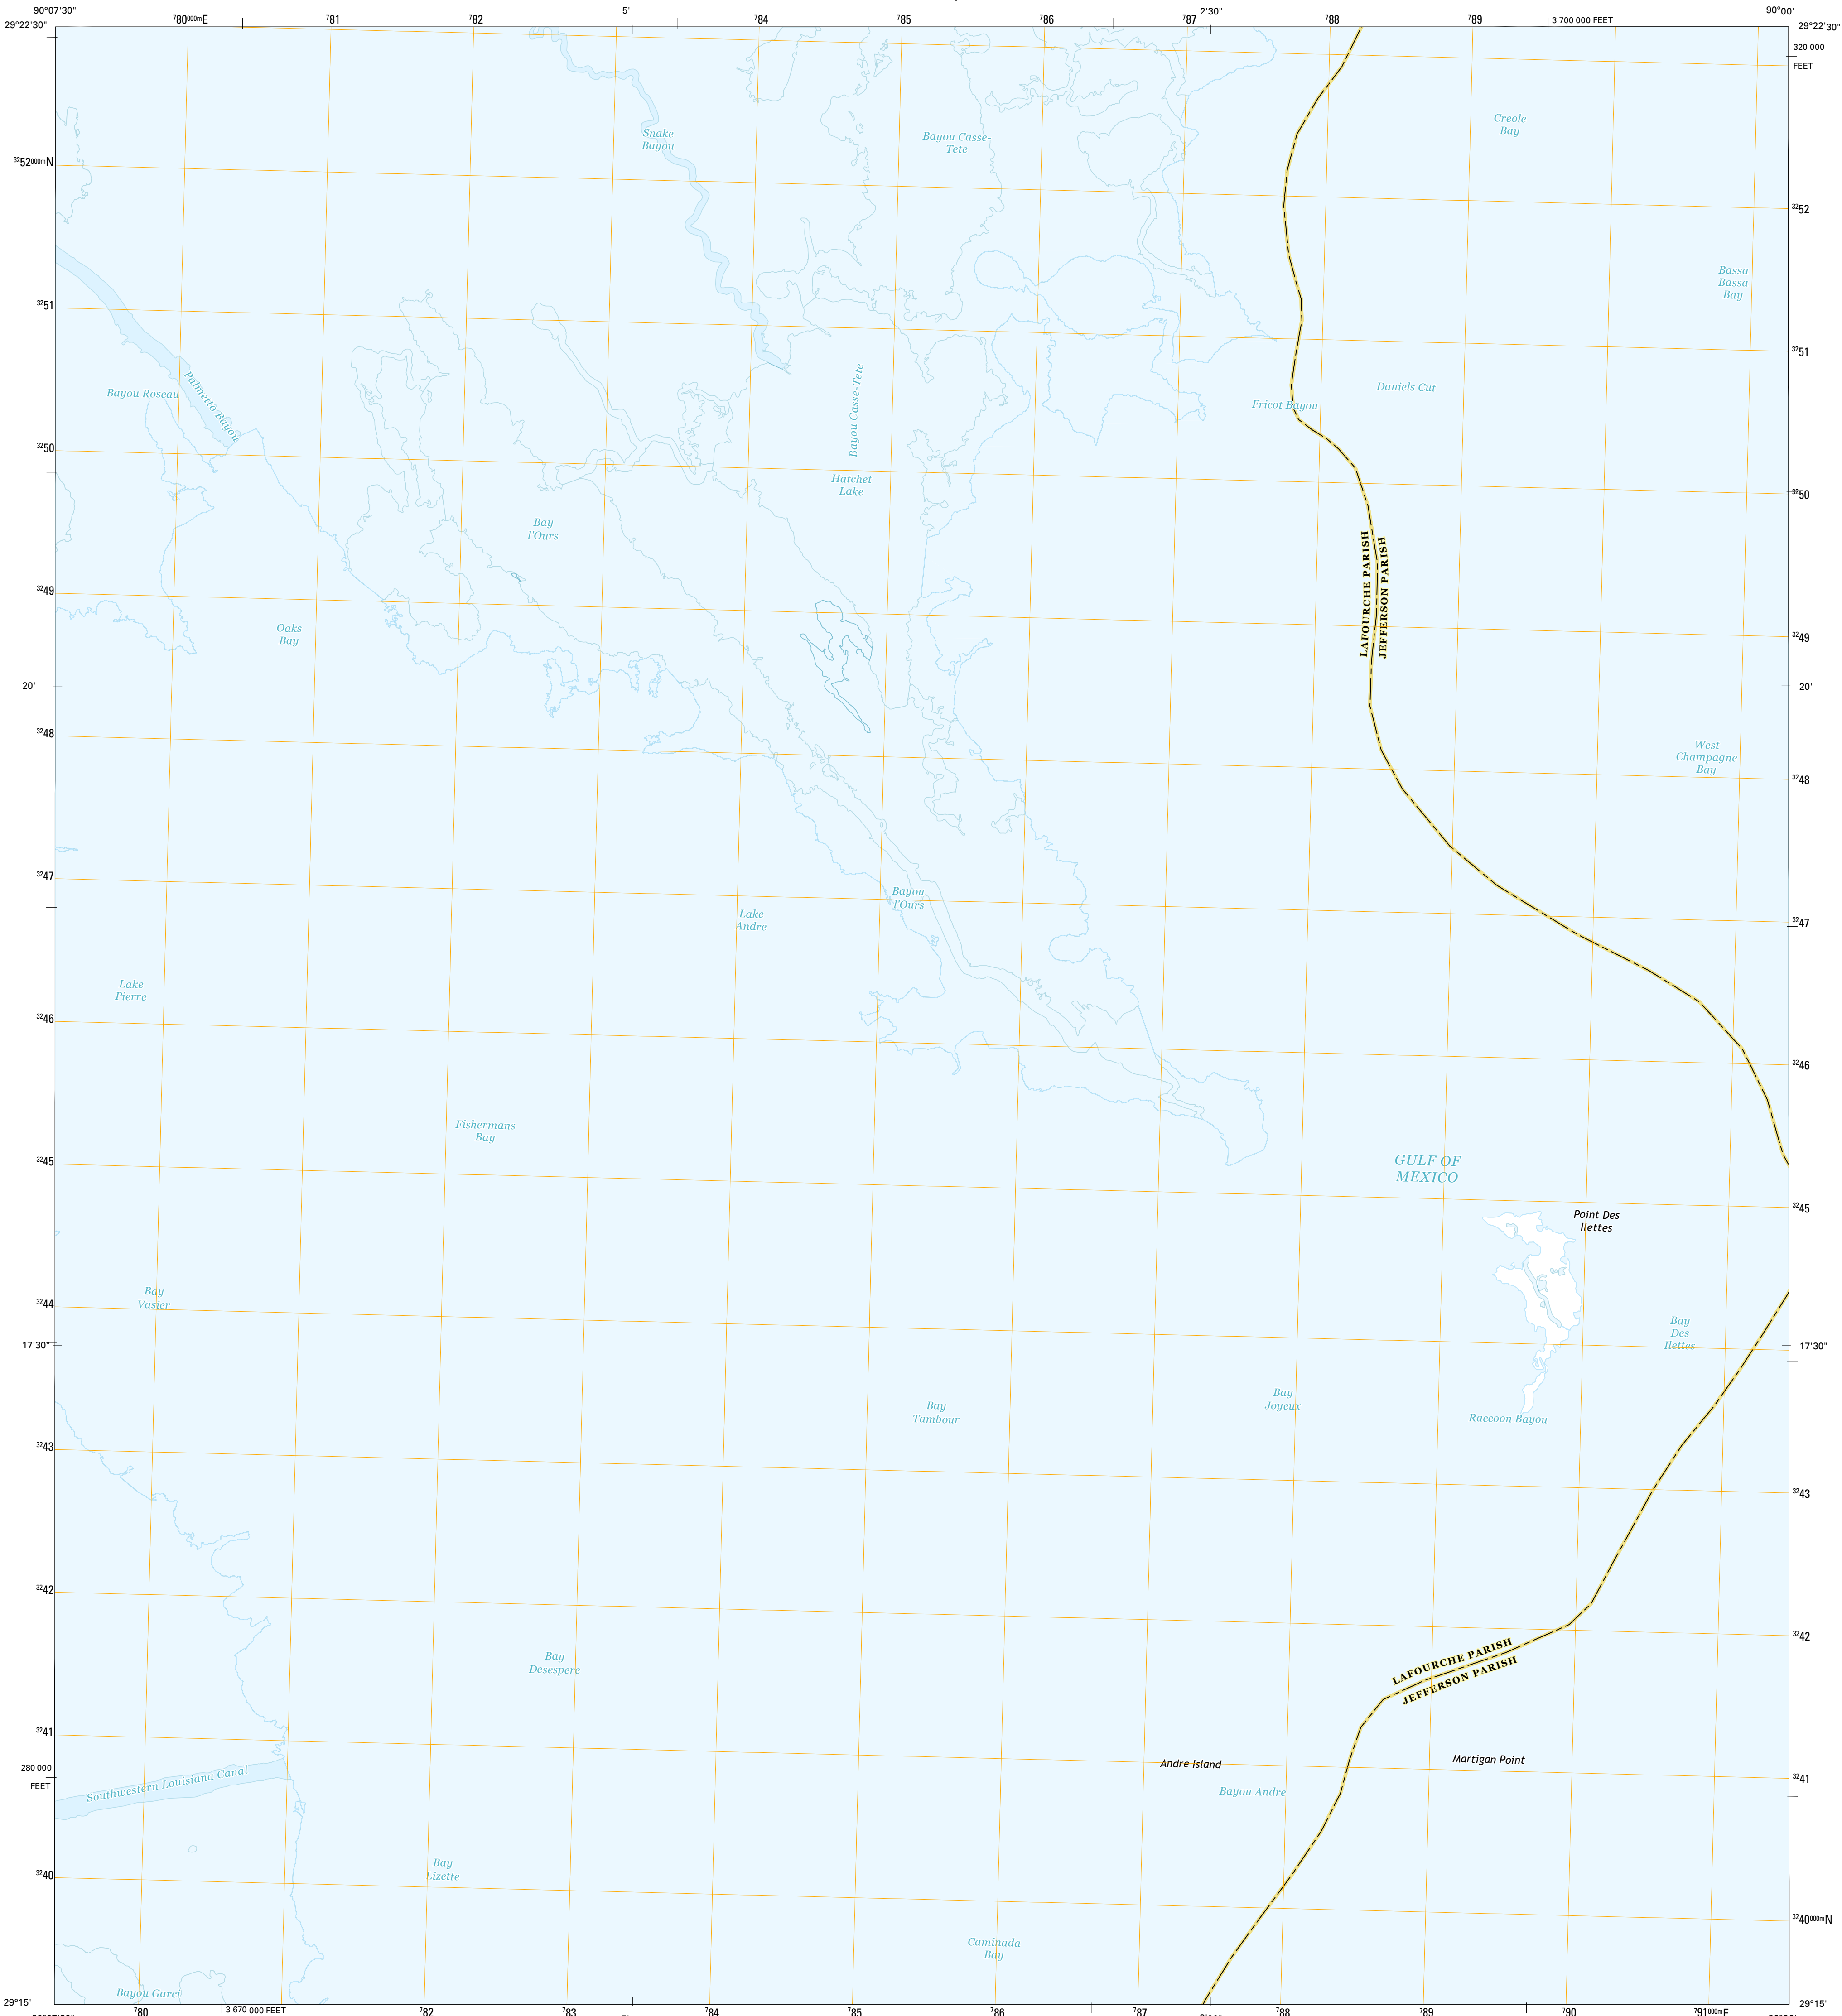 90°07'30"
780000mE
81
82
5'
784
785
786
787
2'30"
788
789
3 700 000 FEET
90°00'
29°22'30"
29°22'30"
320 000
FEET
Snake
Bayou
Bayou Casse-
Tete
Creole
Bay
3252000mN
3252
Bassa
Bassa
Bay
3251
3251
Bayou Roseau
Palmetto Bayou
Bayou Casse-Tete
Daniels Cut
Fricot Bayou
3250
Hatchet
Lake
3250
Bay
l'Ours
LAFOURCHE PARISH
JEFFERSON PARISH
3249
Oaks
Bay
3249
20'
20'
3248
West
Champagne
Bay
3248
3247
Bayou
l'Ours
Lake
Andre
3247
Lake
Pierre
3246
3246
Fishermans
Bay
3245
GULF OF
MEXICO
3245
Point Des
Ilettes
Bay
Vasier
3244
Bay
Des
Ilettes
17'30"
17'30"
Bay
Tambour
Bay
Joyeux
Raccoon Bayou
3243
3243
3242
3242
LAFOURCHE PARISH
JEFFERSON PARISH
Bay
Desespere
3241
Andre Island
Martigan Point
280 000
FEET
Southwestern Louisiana Canal
3241
Bayou Andre
Bay
Lizette
3240
3240000mN
Caminada
Bay
Bayou Garci
29°15'
29°15'
780
3 670 000 FEET
782
783
784
785
786
787
788
789
790
791000mE